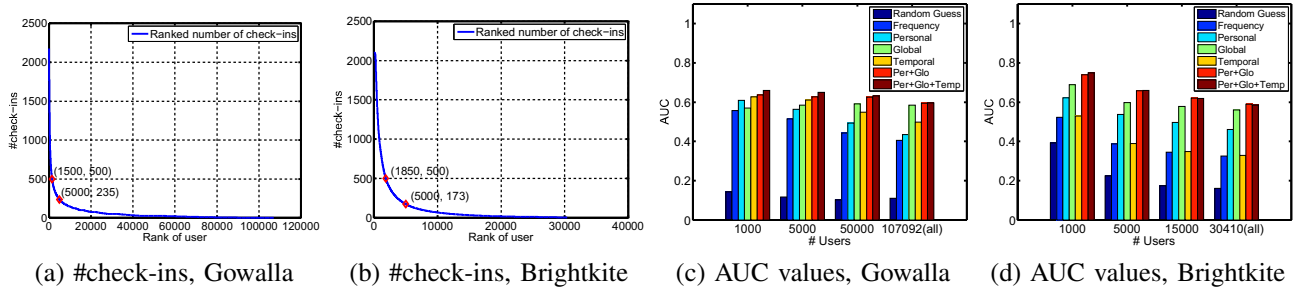 2500
2000
1500
1000
500
0
#check-ins
Ranked number of check-ins
(1500, 500)
(5000, 235)
0 20000 40000 60000 80000 100000 120000
Rank of user
(a) #check-ins, Gowalla
2500
2000
1500
1000
500
0
#check-ins
Ranked number of check-ins
(1850, 500)
(5000, 173)
0 10000 20000 30000 40000
Rank of user
(b) #check-ins, Brightkite
1
0.8
0.6
0.4
0.2
0
AUC
Random Guess
Frequency
Personal
Global
Temporal
Per+Glo
Per+Glo+Temp
1000 5000 50000 107092(all)
# Users
(c) AUC values, Gowalla
1
0.8
0.6
0.4
0.2
0
AUC
Random Guess
Frequency
Personal
Global
Temporal
Per+Glo
Per+Glo+Temp
1000 5000 15000 30410(all)
# Users
(d) AUC values, Brightkite